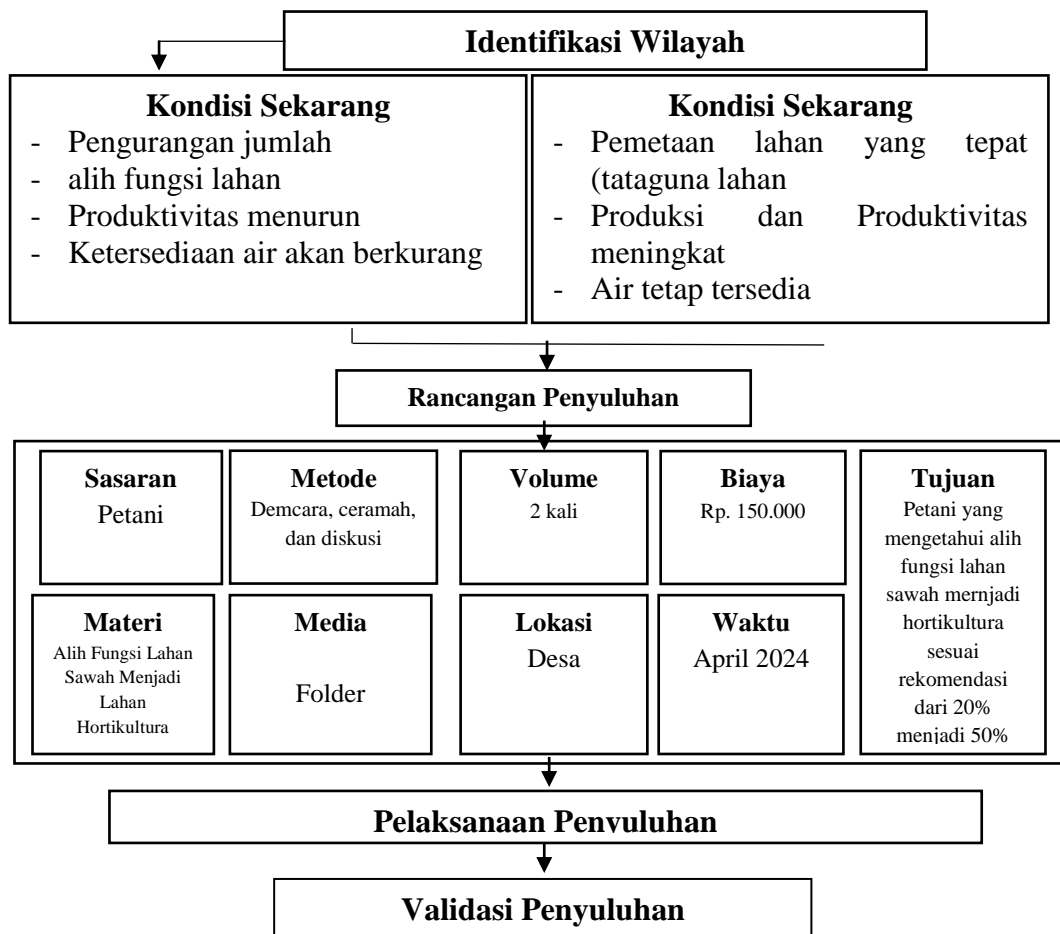 Identifikasi Wilayah
Kondisi Sekarang
- Pengurangan jumlah
- alih fungsi lahan
- Produktivitas menurun
- Ketersediaan air akan berkurang
Kondisi Sekarang
- Pemetaan lahan yang tepat
(tataguna lahan
- Produksi dan Produktivitas
meningkat
- Air tetap tersedia
Rancangan Penyuluhan
Sasaran
Petani
Metode
Demcara, ceramah,
dan diskusi
Volume
2 kali
Biaya
Rp. 150.000
Tujuan
Petani yang
mengetahui alih
fungsi lahan
sawah mernjadi
hortikultura
sesuai
rekomendasi
dari 20%
menjadi 50%
Materi
Alih Fungsi Lahan
Sawah Menjadi
Lahan
Hortikultura
Media
Folder
Lokasi
Desa
Waktu
April 2024
Pelaksanaan Penyuluhan
Validasi Penyuluhan